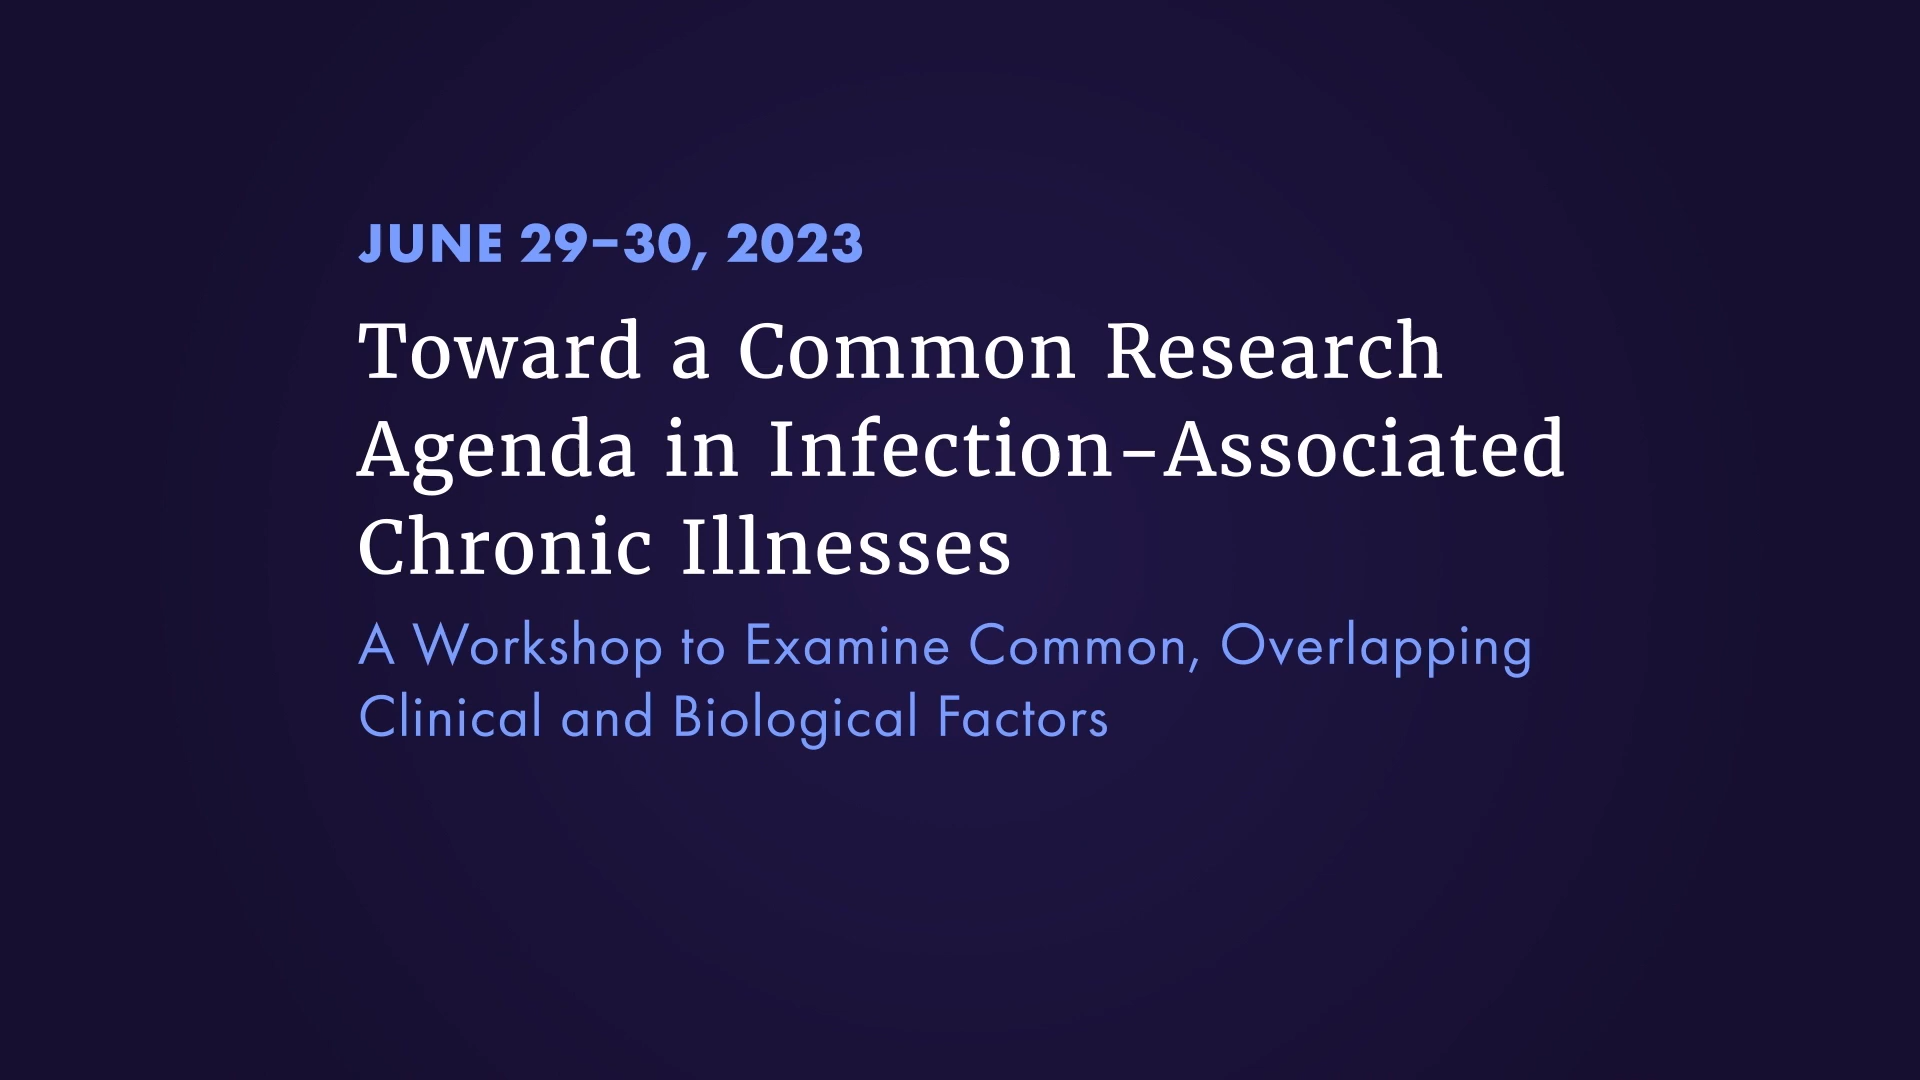 JUNE 29–30, 2023
Toward a Common Research
Agenda in Infection–Associated
Chronic Illnesses
A Workshop to Examine Common, Overlapping
Clinical and Biological Factors